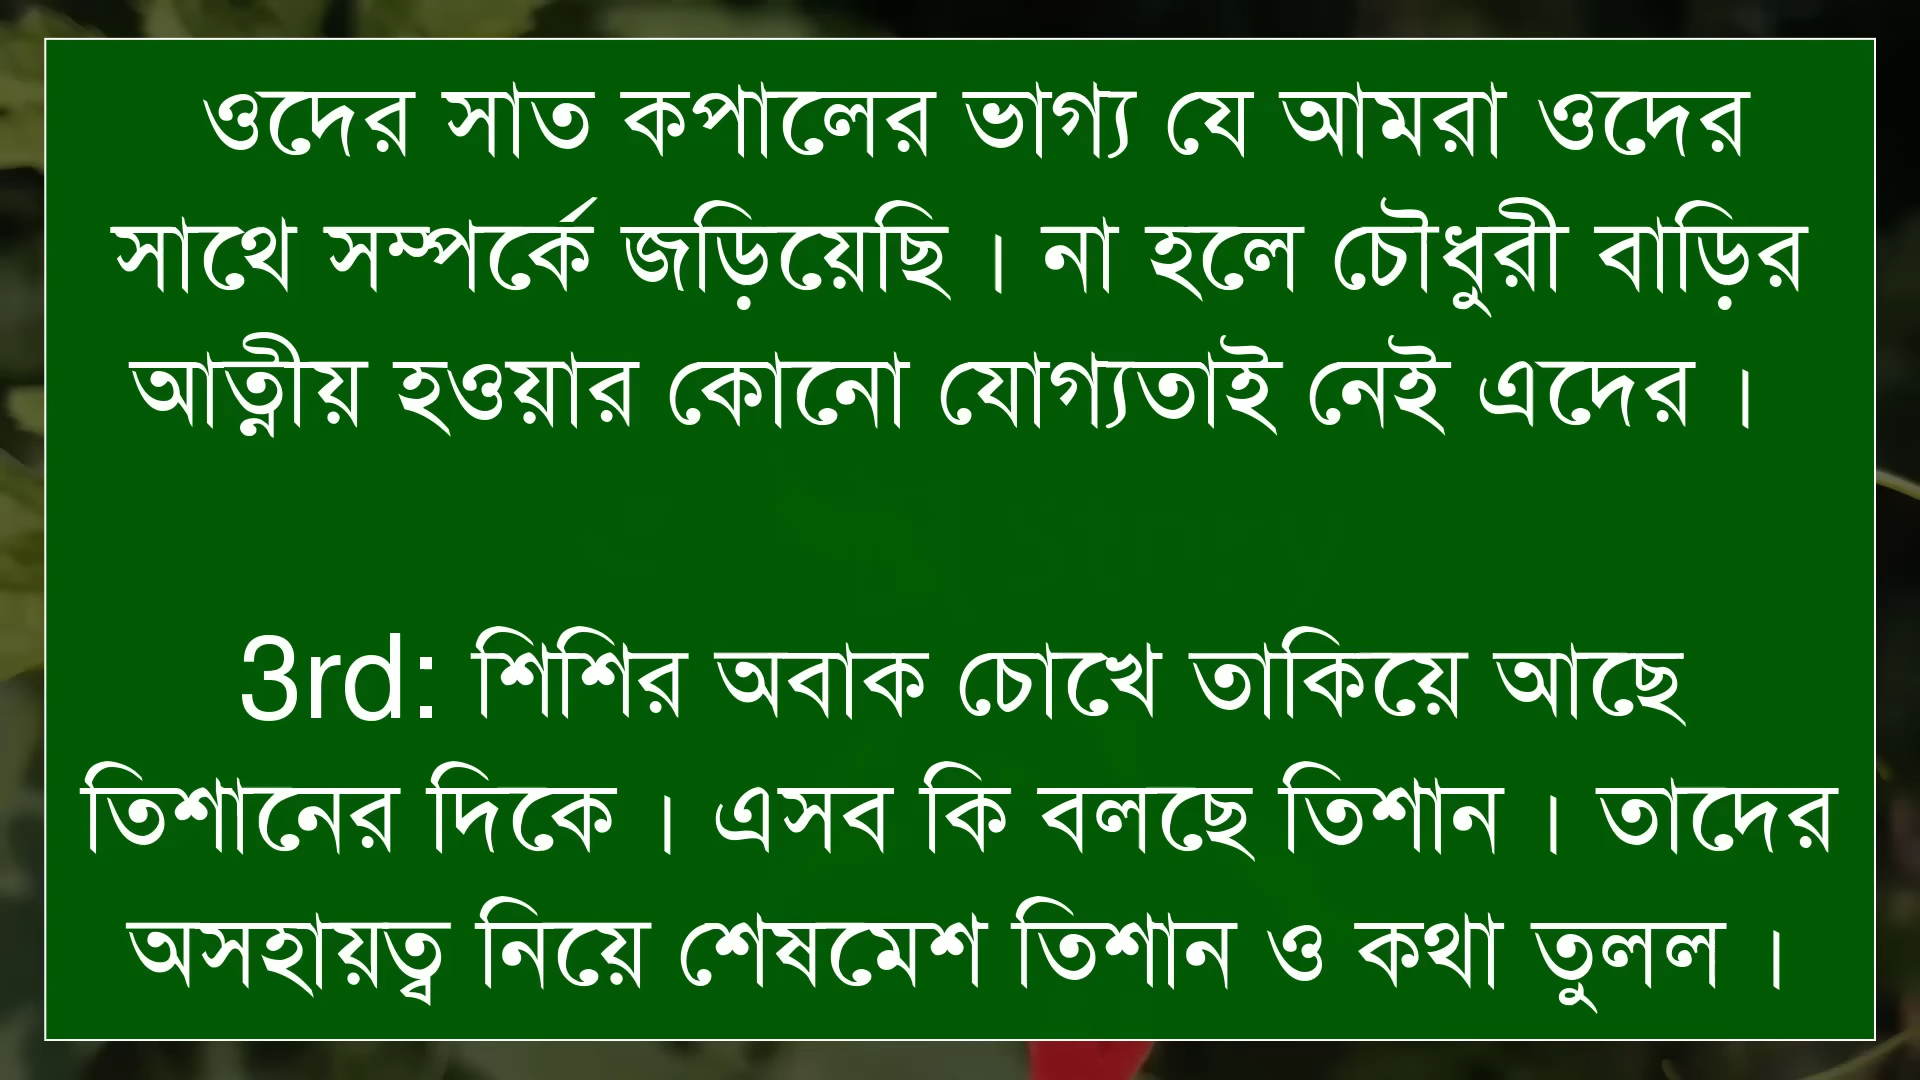 ওদের সাত কপালের ভাগ্য যে আমরা ওদের
সাথে সম্পর্কে জড়িয়েছি । না হলে চৌধুরী বাড়ির
আত্নীয় হওয়ার কোনো যোগ্যতাই নেই এদের ।
3rd: শিশির অবাক চোখে তাকিয়ে আছে
তিশানের দিকে । এসব কি বলছে তিশান । তাদের
অসহায়ত্ব নিয়ে শেষমেশ তিশান ও কথা তুলল ।